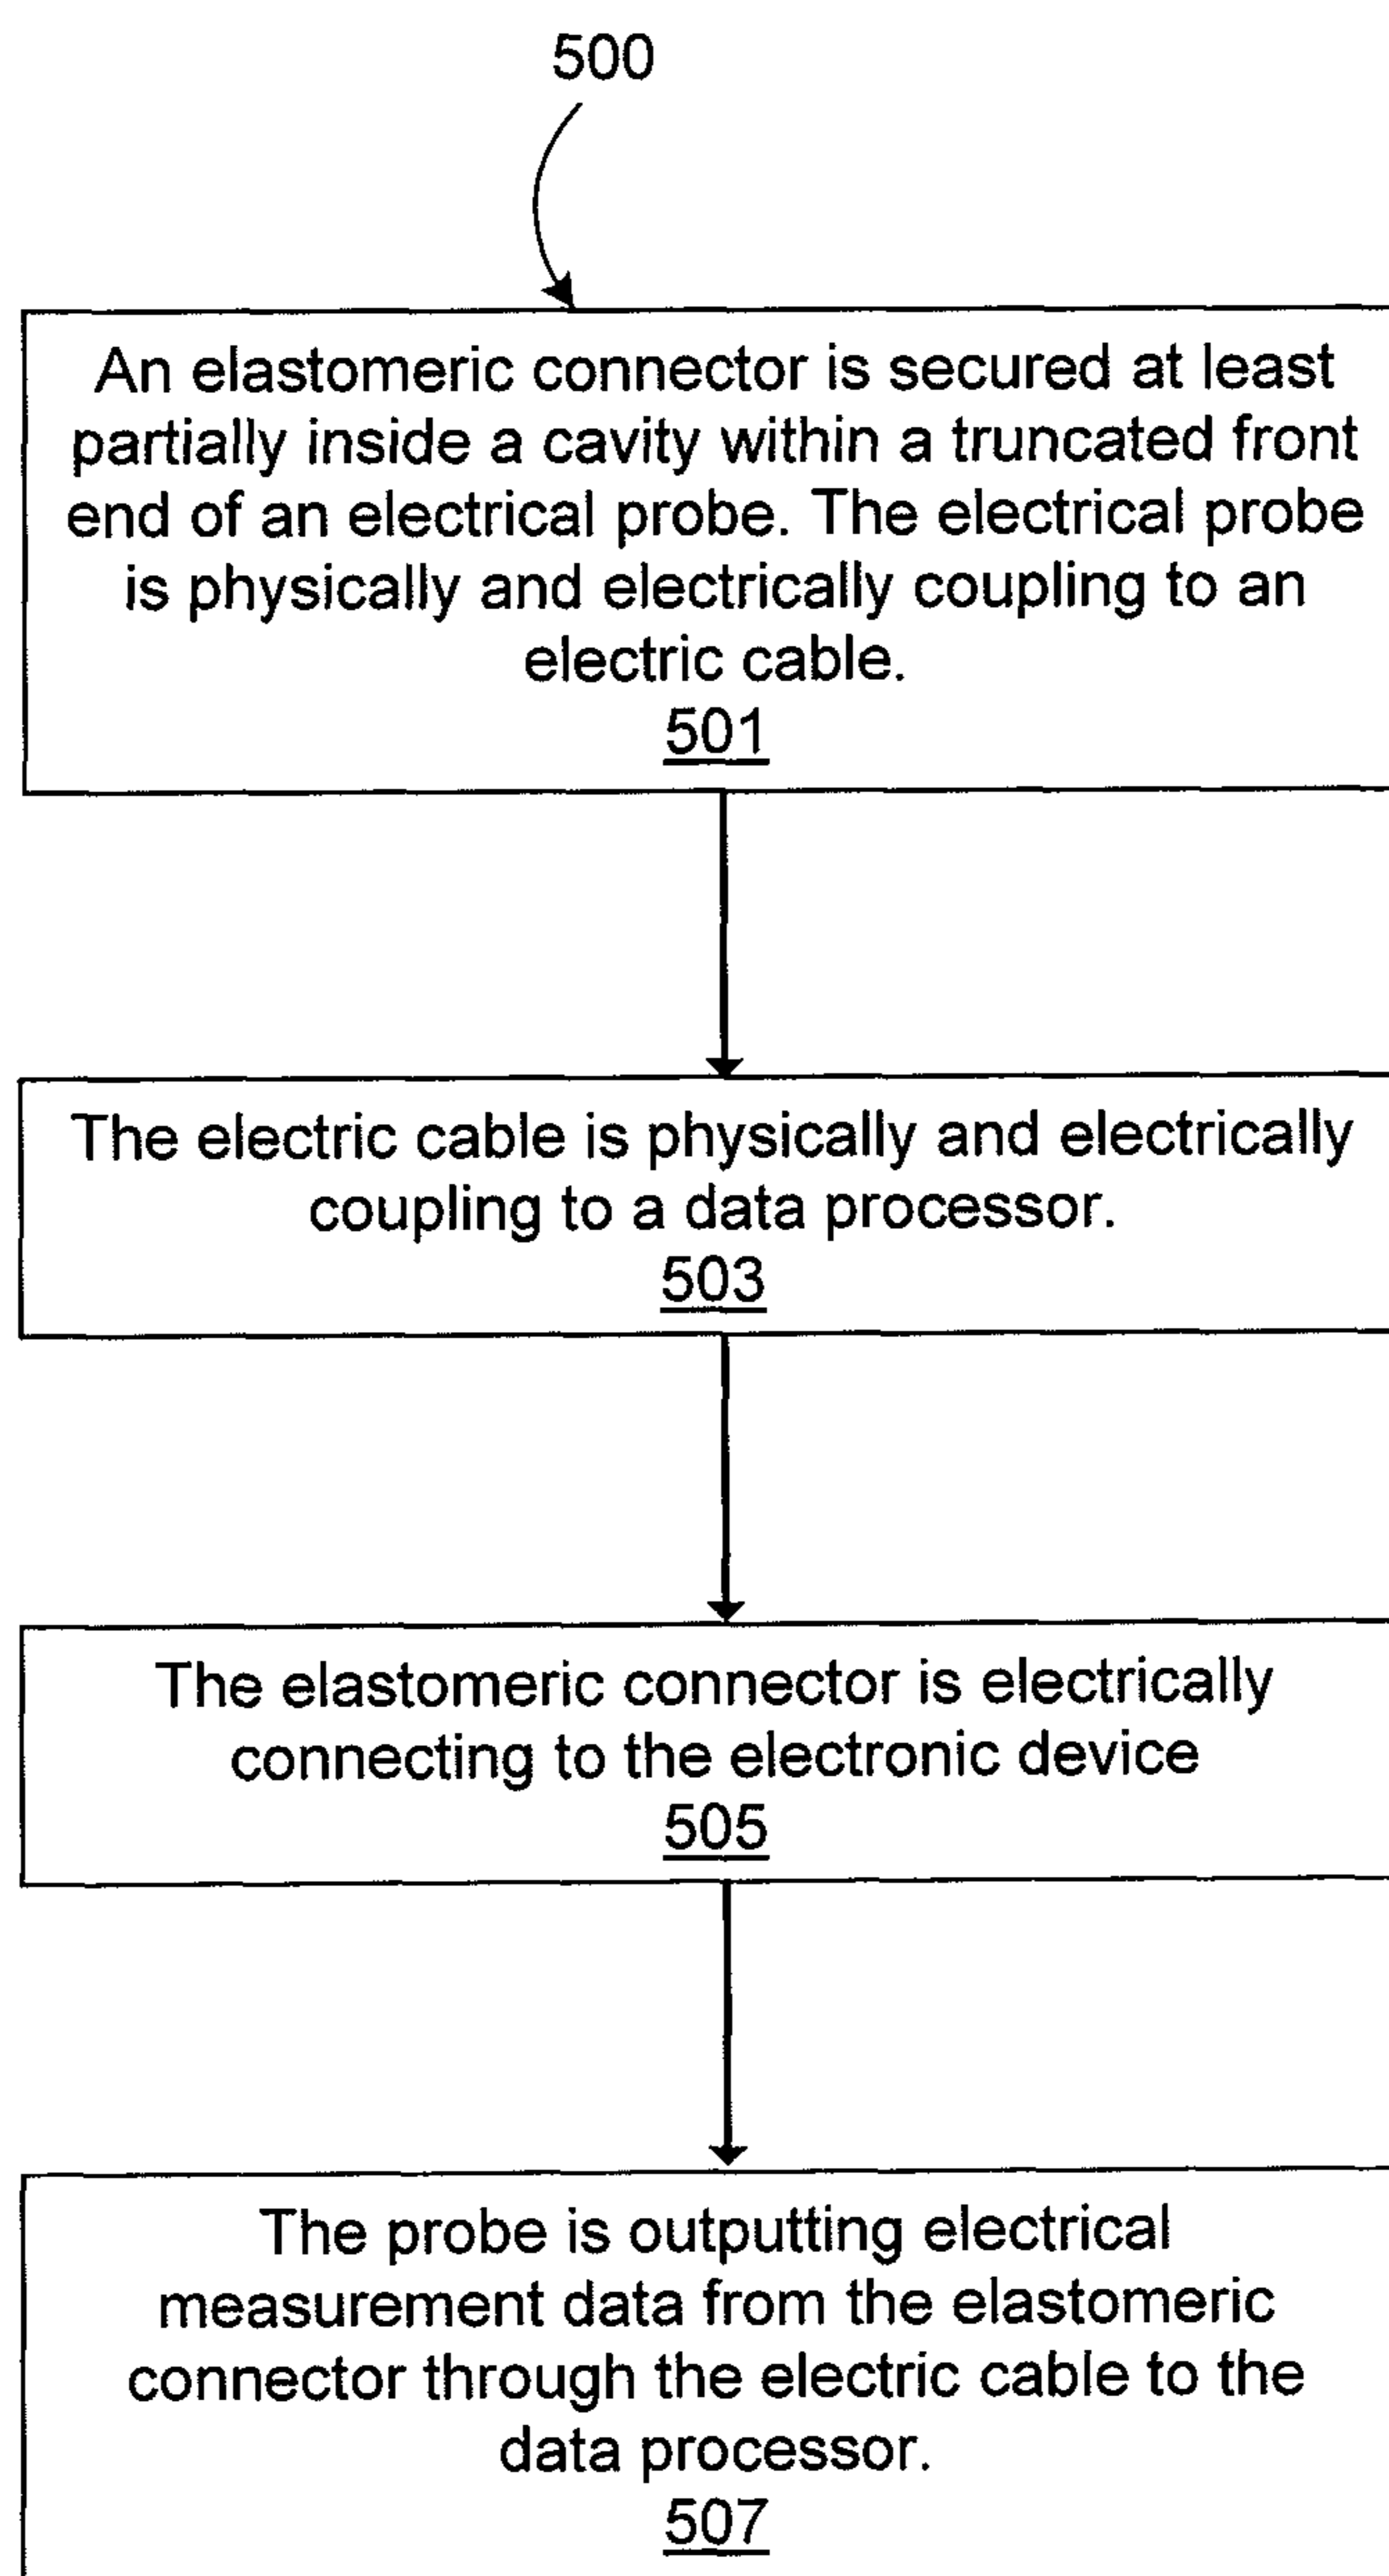 500
An elastomeric connector is secured at least
partially inside a cavity within a truncated front
end of an electrical probe. The electrical probe
is physically and electrically coupling to an
electric cable.
501
The electric cable is physically and electrically
coupling to a data processor.
503
The elastomeric connector is electrically
connecting to the electronic device
505
The probe is outputting electrical
measurement data from the elastomeric
connector through the electric cable to the
data processor.
507